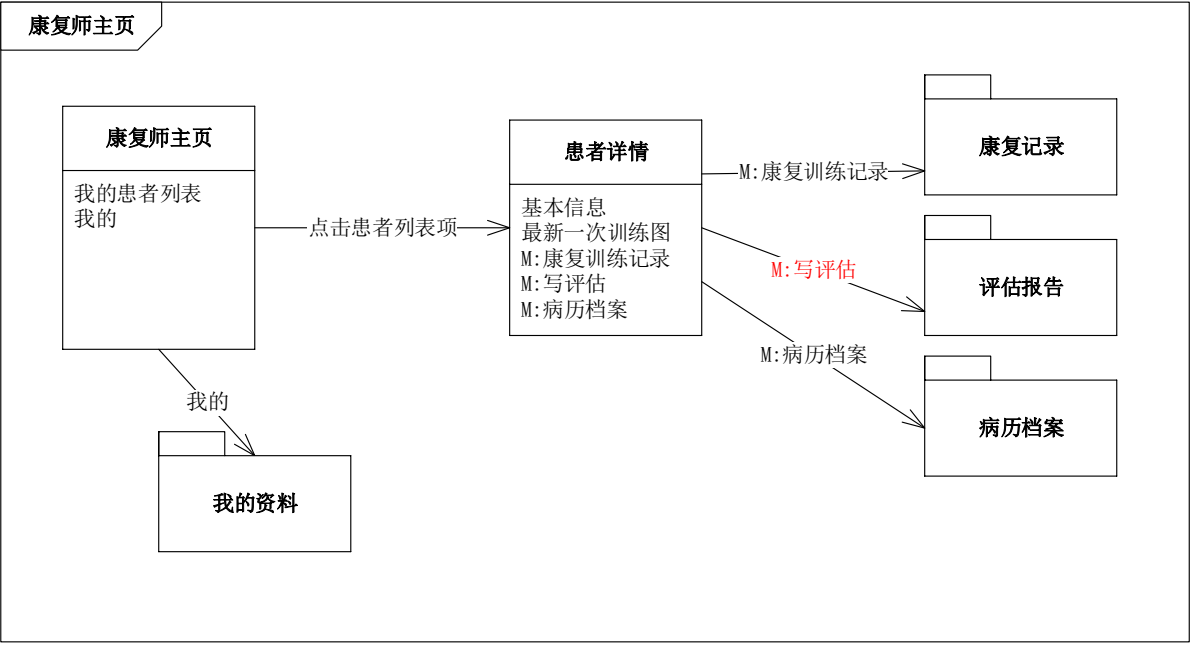 康复师主页
康复师主页
我的患者列表
我的
点击患者列表项
患者详情
基本信息
最新一次训练图
M:康复训练记录
M:写评估
M:病历档案
M:康复训练记录
康复记录
M:写评估
评估报告
M:病历档案
病历档案
我的
我的资料